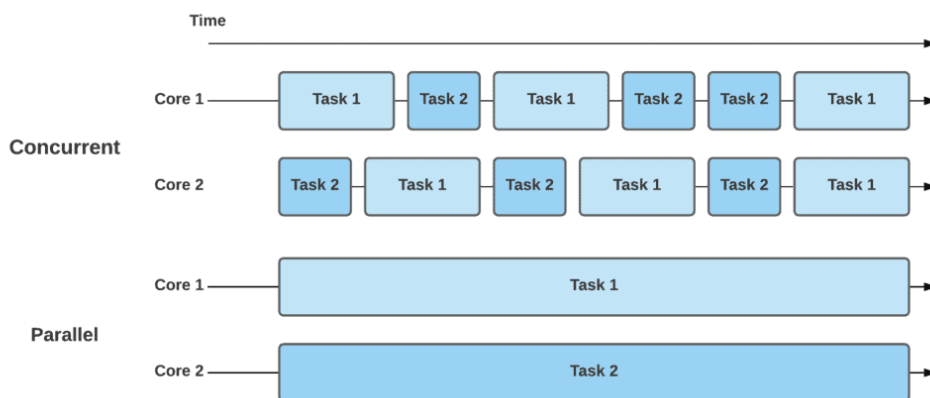 Time
Core 1 Task 1 Task 2 Task 1 Task 2 Task 2 Task 1
Concurrent
Core 2 Task 2 Task 1 Task 2 Task 1 Task 2 Task 1
Core 1 Task 1
Parallel
Core 2 Task 2